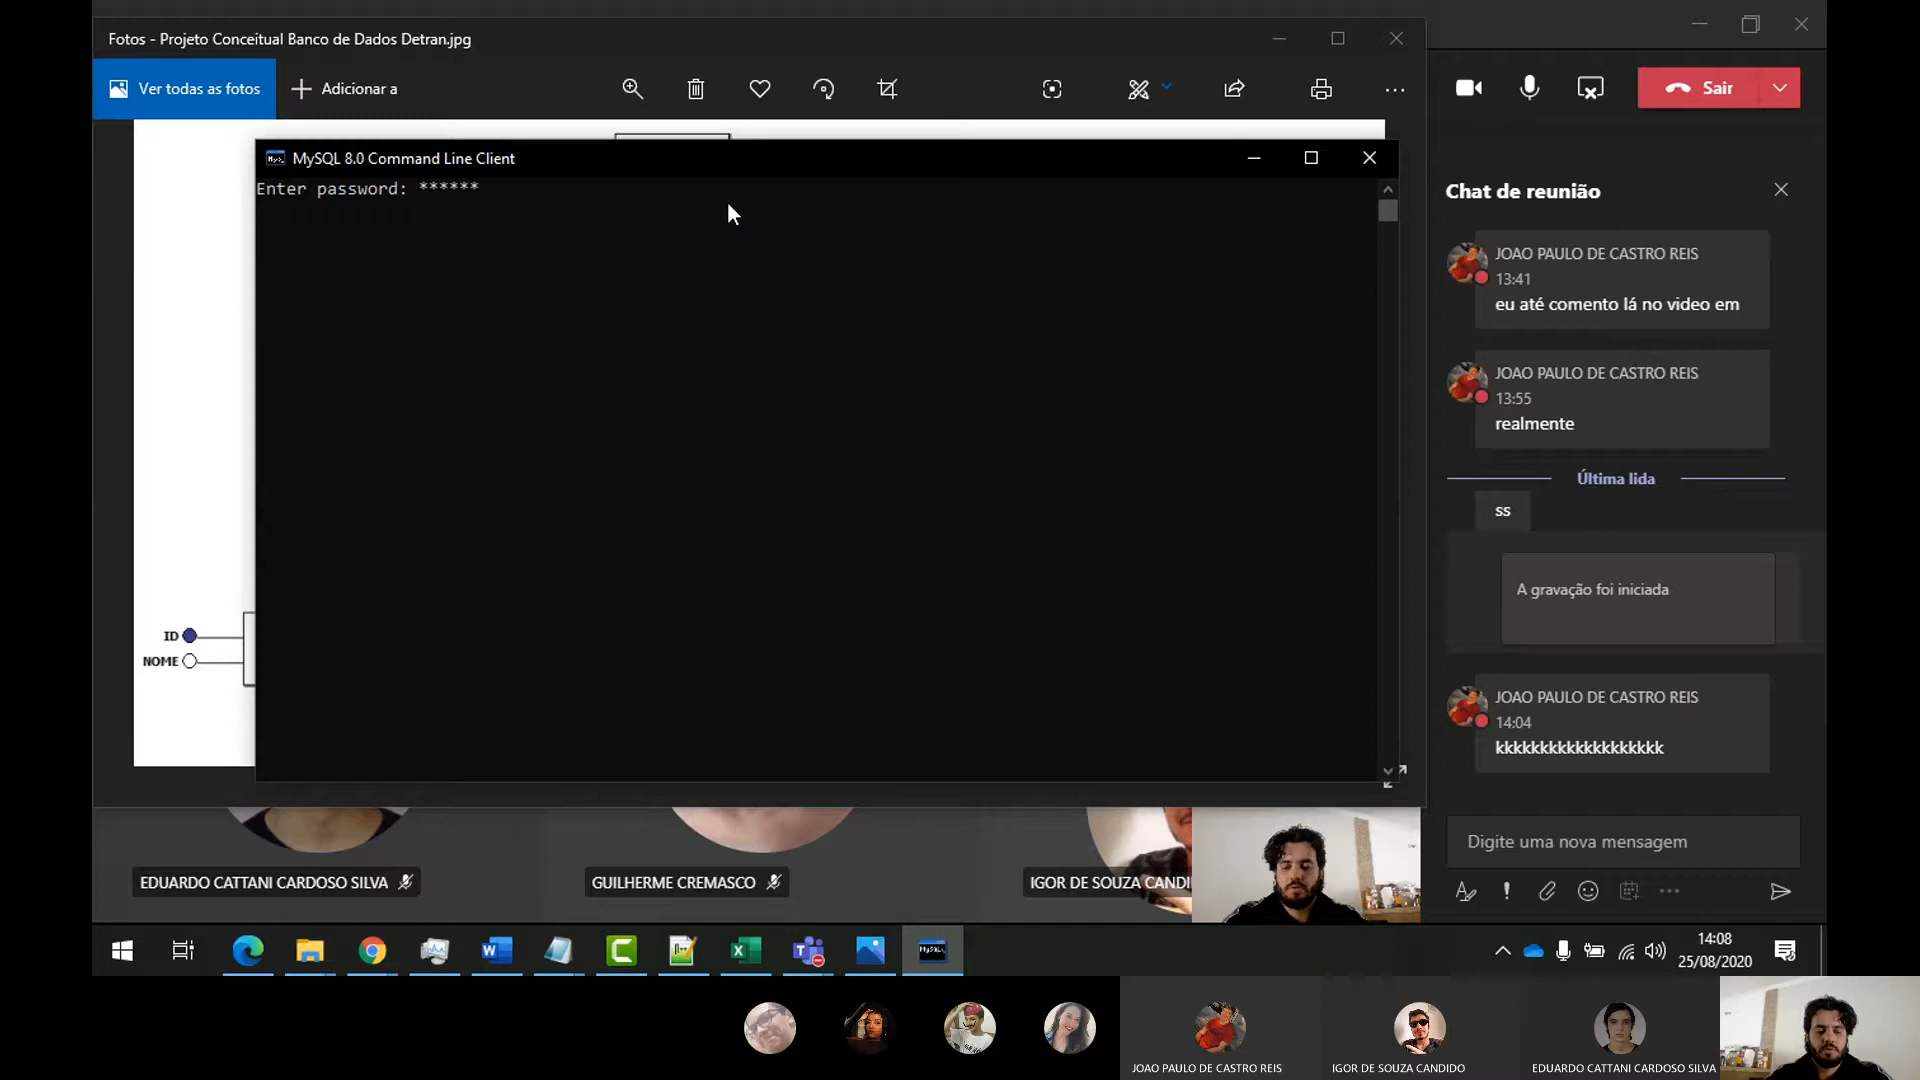 Fotos - Projeto Conceitual Banco de Dados Detran.jpg
Ver todas as fotos
Adicionar a
Sair
MySQL 8.0 Command Line Client
Enter password: ******
ID
NOME
Chat de reunião
JOAO PAULO DE CASTRO REIS
13:41
eu até comento lá no video em
JOAO PAULO DE CASTRO REIS
13:55
realmente
Última lida
ss
A gravação foi iniciada
JOAO PAULO DE CASTRO REIS
14:04
kkkkkkkkkkkkkkkkkkk
Digite uma nova mensagem
EDUARDO CATTANI CARDOSO SILVA
GUILHERME CREMASCO
IGOR DE SOUZA CANDI
14:08
25/08/2020
JOAO PAULO DE CASTRO REIS
IGOR DE SOUZA CANDIDO
EDUARDO CATTANI CARDOSO SILVA